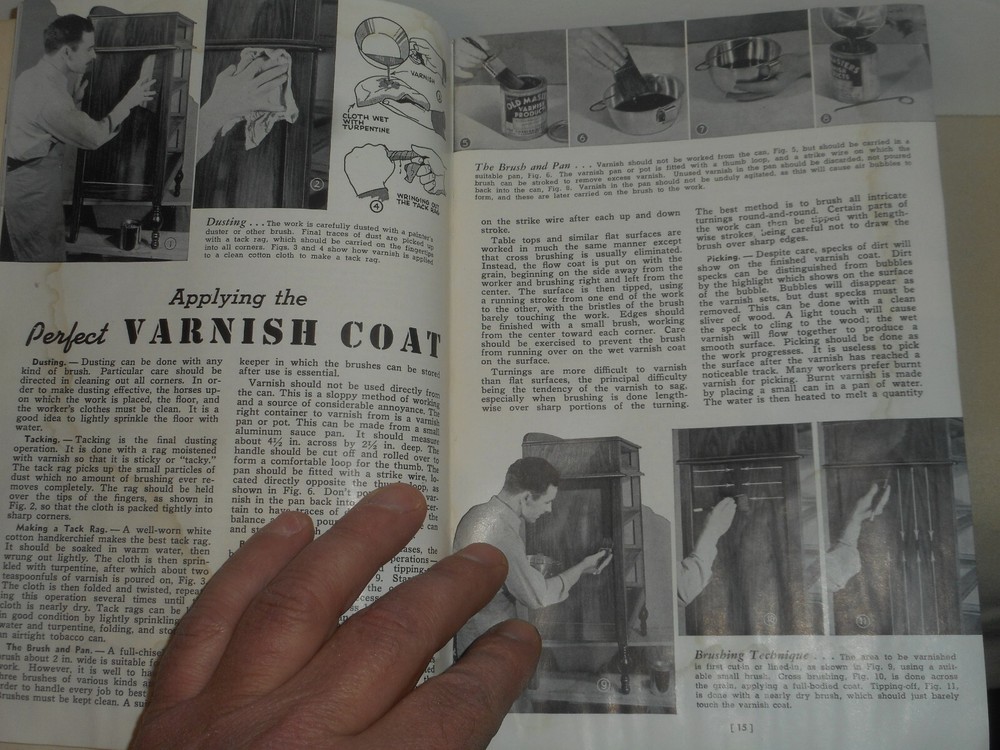 VARNISH
3
CLOTH WET
WITH
TURPENTINE
4
WRINGING OUT
THE TACK RAG
1
2
Dusting . . . The work is carefully dusted with a painter's
duster or other brush. Final traces of dust are picked up
with a tack rag, which should be carried on the fingertips
into all corners. Figs. 3 and 4 show how varnish is applied
to a clean cotton cloth to make a tack rag.
Applying the
Perfect VARNISH COAT
Dusting. — Dusting can be done with any
kind of brush. Particular care should be
directed in cleaning out all corners. In or-
der to make dusting effective, the horses up-
on which the work is placed, the floor, and
the worker's clothes must be clean. It is a
good idea to lightly sprinkle the floor with
water.
Tacking. — Tacking is the final dusting
operation. It is done with a rag moistened
with varnish so that it is sticky or "tacky."
The tack rag picks up the small particles of
dust which no amount of brushing ever re-
moves completely. The rag should be held
over the tips of the fingers, as shown in
Fig. 2, so that the cloth is packed tightly into
sharp corners.
Making a Tack Rag. — A well-worn white
cotton handkerchief makes the best tack rag.
It should be soaked in warm water, then
wrung out lightly. The cloth is then sprin-
kled with turpentine, after which about two
teaspoonfuls of varnish is poured on, Fig. 3.
The cloth is then folded and twisted, repeat-
ing this operation several times until
cloth is nearly dry. Tack rags can be
in good condition by lightly sprinkling
water and turpentine, folding, and
an airtight tobacco can.
The Brush and Pan. — A full-chisel
brush about 2 in. wide is suitable
work. However, it is well to
three brushes of various kinds
order to handle every job to best
Brushes must be kept clean. A
keeper in which the brushes can be stored
after use is essential.
Varnish should not be used directly from
the can. This is a sloppy method of working
and a source of considerable annoyance. The
right container to varnish from is a varnish
pan or pot. This can be made from a small
aluminum sauce pan. It should measure
about 4½ in. across by 2½ in. deep. The
handle should be cut off and rolled over to
form a comfortable loop for the thumb. The
pan should be fitted with a strike wire, lo-
cated directly opposite the thumb loop, as
shown in Fig. 6. Don't pour var-
nish in the pan back into cer-
tain to have traces of the
balance pour can
and
cases, the
operations—
tipping-
9.
5
OLD MASTERS
VARNISH
PRODUCT
6
7
8
The Brush and Pan . . . Varnish should not be worked from the can, Fig. 5, but should be carried in a
suitable pan, Fig. 6. The varnish pan or pot is fitted with a thumb loop, and a strike wire on which the
brush can be stroked to remove excess varnish. Unused varnish in the pan should be discarded, not poured
back into the can, Fig. 8. Varnish in the pan should not be unduly agitated, as this will cause air bubbles to
form, and these are later carried on the brush to the work.
on the strike wire after each up and down
stroke.
Table tops and similar flat surfaces are
worked in much the same manner except
that cross brushing is usually eliminated.
Instead, the flow coat is put on with the
grain, beginning on the side away from the
worker and brushing right and left from the
center. The surface is then tipped, using
a running stroke from one end of the work
to the other, with the bristles of the brush
barely touching the work. Edges should
be finished with a small brush, working
from the center toward each corner. Care
should be exercised to prevent the brush
from running over on the wet varnish coat
on the surface.
Turnings are more difficult to varnish
than flat surfaces, the principal difficulty
being the tendency of the varnish to sag,
especially when brushing is done length-
wise over sharp portions of the turning.
The best method is to brush all intricate
turnings round-and-round. Certain parts of
the work can then be tipped with length-
wise strokes, being careful not to draw the
brush over sharp edges.
Picking. — Despite care, specks of dirt will
show on the finished varnish coat. Dirt
specks can be distinguished from bubbles
by the highlight which shows on the surface
of the bubble. Bubbles will disappear as
the varnish sets, but dust specks must be
removed. This can be done with a clean
sliver of wood. A light touch will cause
the speck to cling to the wood; the wet
varnish will flow together to produce a
smooth surface. Picking should be done as
the work progresses. It is useless to pick
the surface after the varnish has reached a
noticeable track. Many workers prefer burnt
varnish for picking. Burnt varnish is made
by placing a small can in a pan of water.
The water is then heated to melt a quantity
9
10
11
Brushing Technique . . . The area to be varnished
is first cut-in or lined-in, as shown in Fig. 9, using a suit-
able small brush. Cross brushing, Fig. 10, is done across
the grain, applying a full-bodied coat. Tipping-off, Fig. 11,
is done with a nearly dry brush, which should just barely
touch the varnish coat.
[ 15 ]